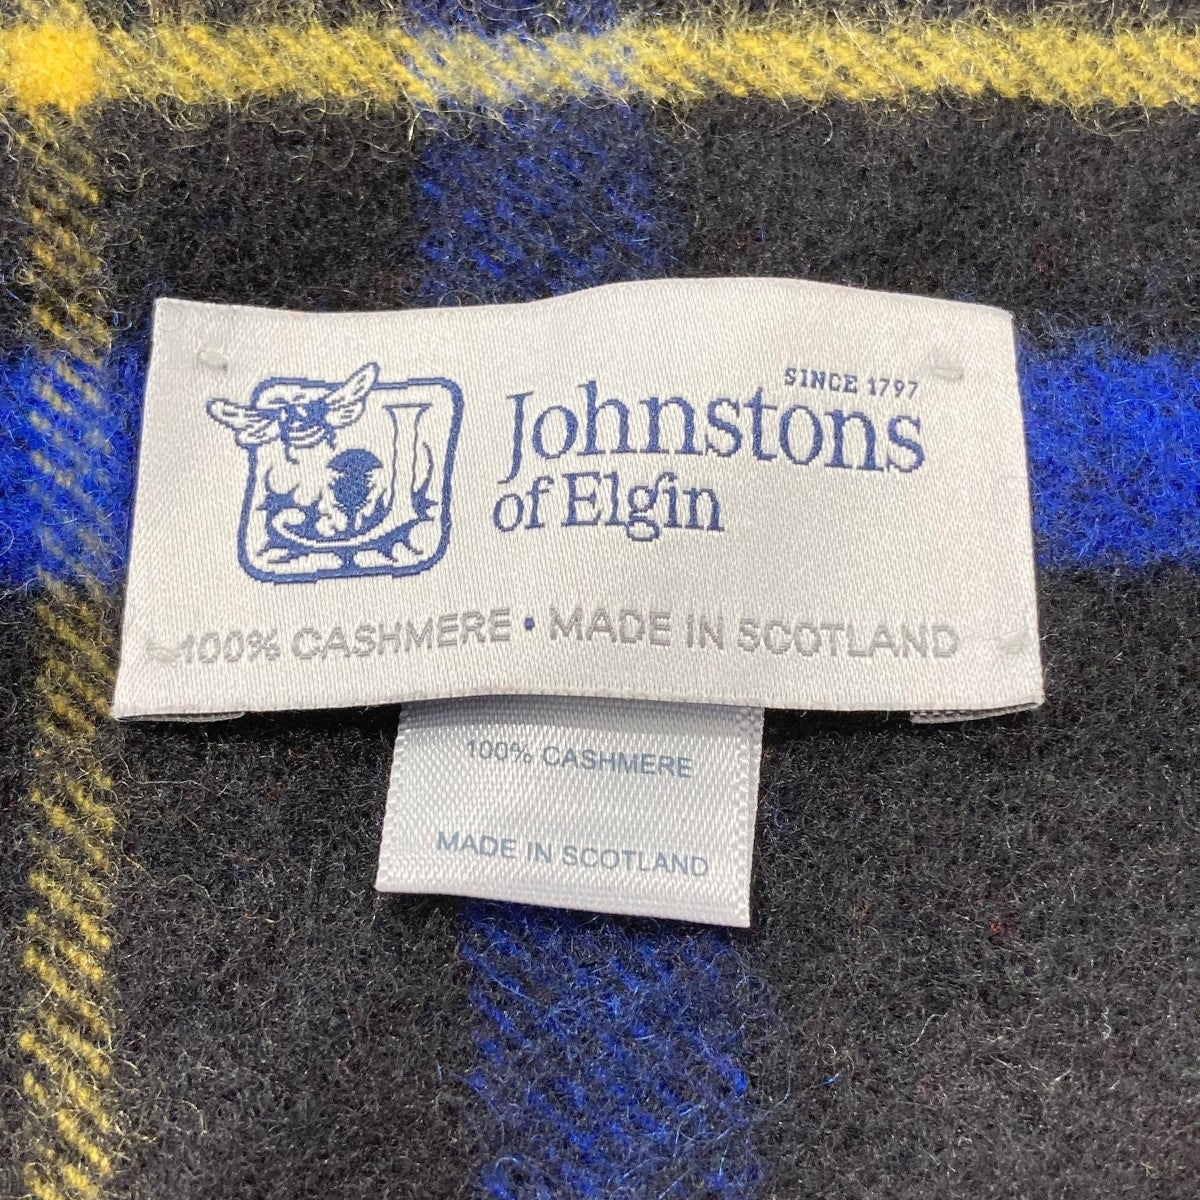 SINCE 1797
Johnstons
of Elgin
100% CASHMERE • MADE IN SCOTLAND
100% CASHMERE
MADE IN SCOTLAND